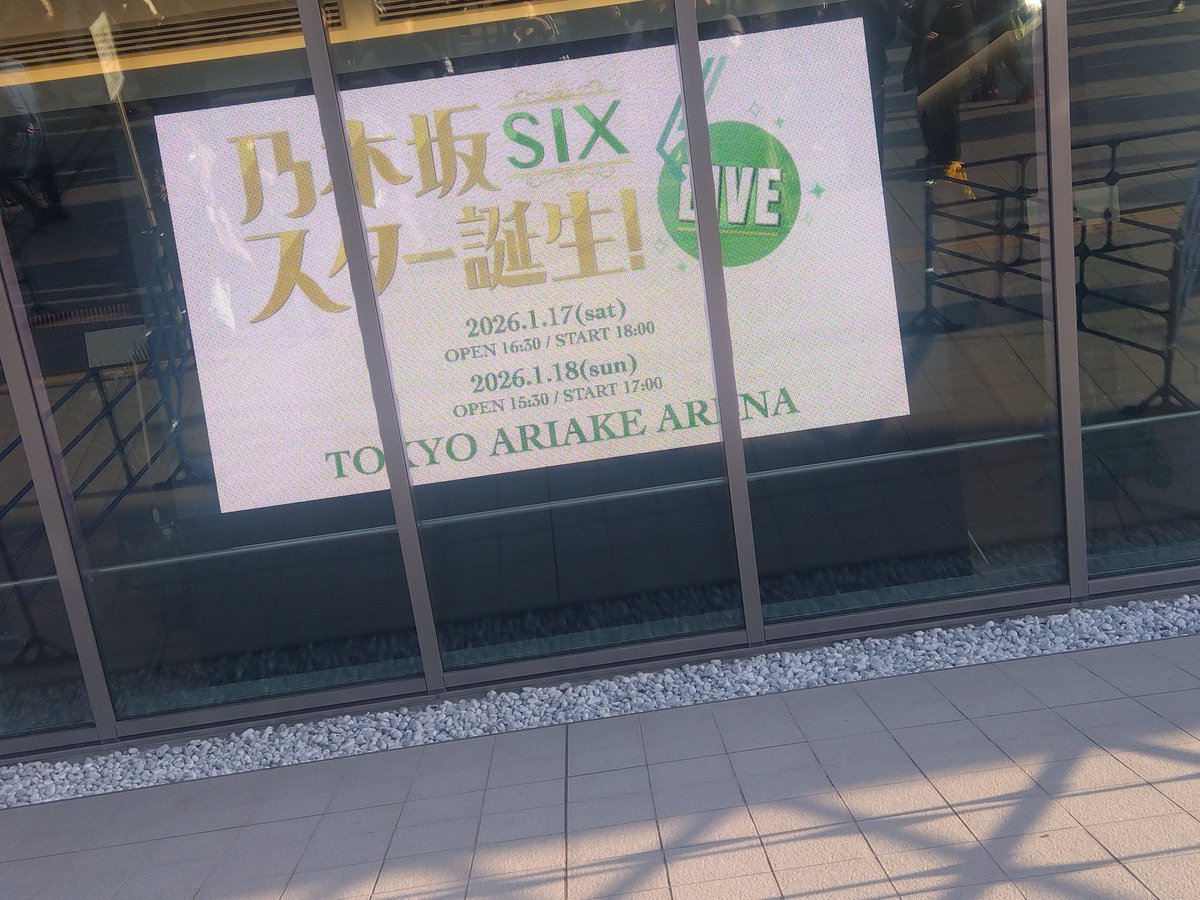 乃木坂 SIX
スター誕生!
LIVE
2026.1.17(sat)
OPEN 16:30 / START 18:00
2026.1.18(sun)
OPEN 15:30 / START 17:00
TOKYO ARIAKE ARENA